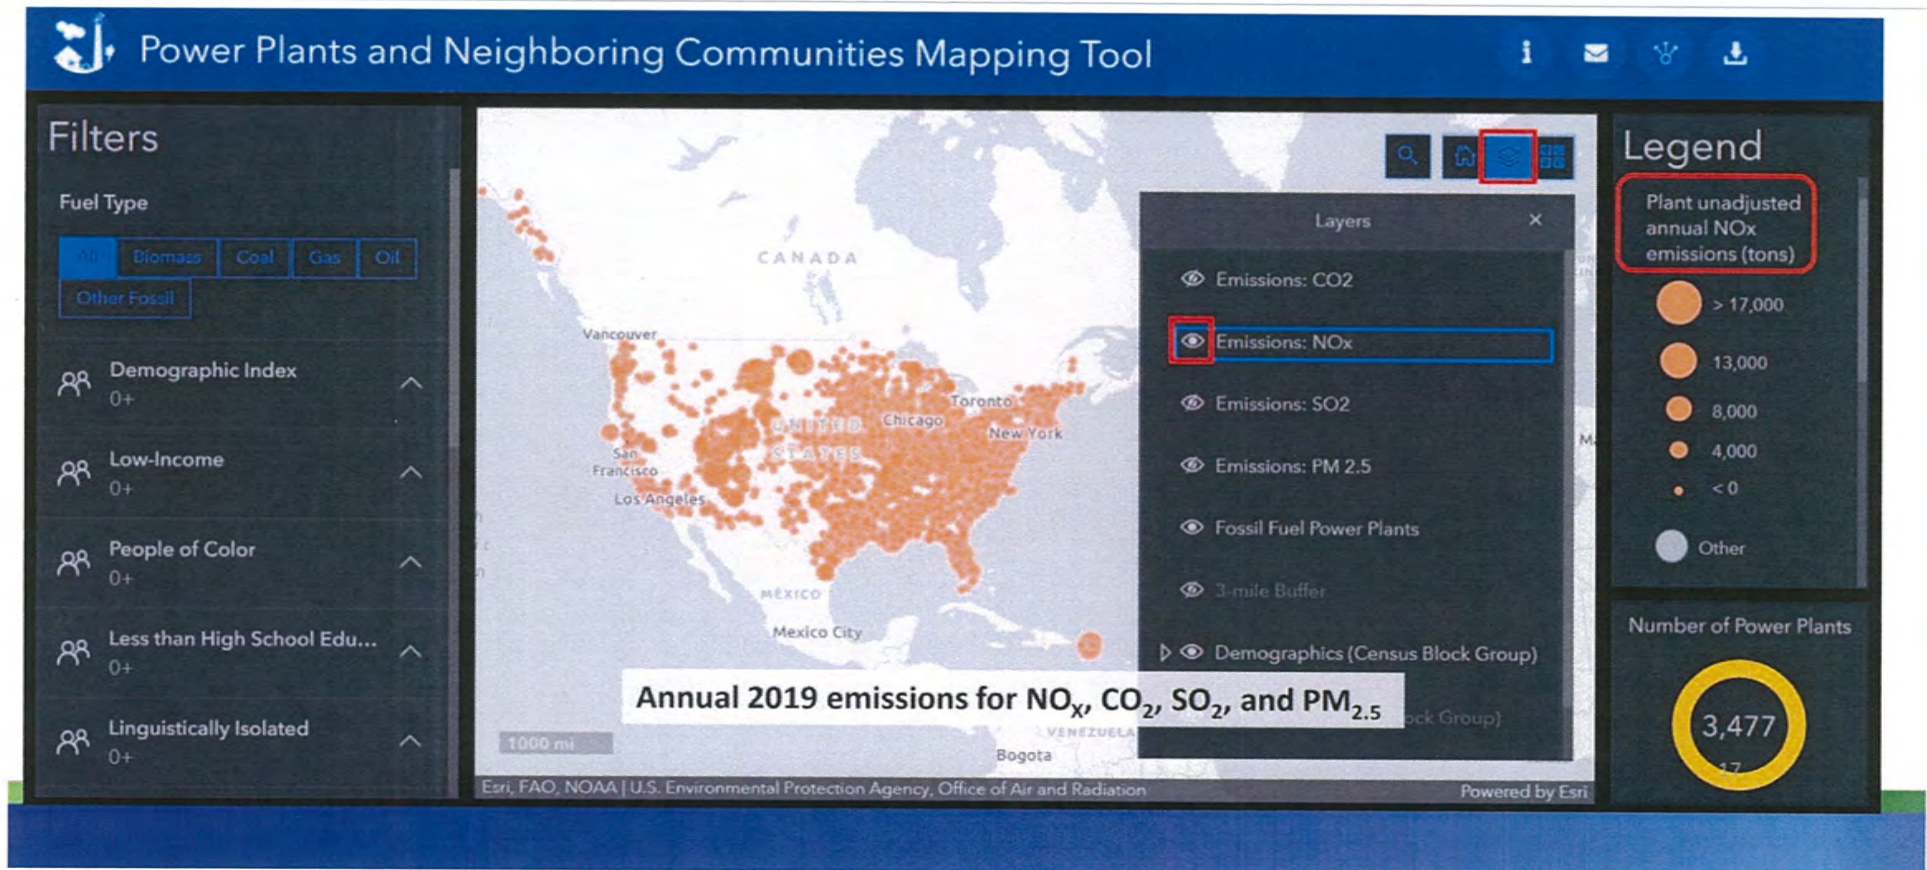 Power Plants and Neighboring Communities Mapping Tool
Filters
Fuel Type
All Biomass Coal Gas Oil
Other Fossil
Demographic Index
0+
Low-Income
0+
People of Color
0+
Less than High School Edu...
0+
Linguistically Isolated
0+
CANADA
Vancouver
Toronto
Chicago
New York
UNITED
STATES
San
Francisco
Los Angeles
MÉXICO
Mexico City
VENEZUELA
Bogota
1000 mi
Annual 2019 emissions for NOX, CO2, SO2, and PM2.5
Esri, FAO, NOAA | U.S. Environmental Protection Agency, Office of Air and Radiation
Powered by Esri
Layers
Emissions: CO2
Emissions: NOx
Emissions: SO2
Emissions: PM 2.5
Fossil Fuel Power Plants
3-mile Buffer
Demographics (Census Block Group)
ock Group)
Legend
Plant unadjusted
annual NOx
emissions (tons)
> 17,000
13,000
8,000
4,000
< 0
Other
Number of Power Plants
3,477
17